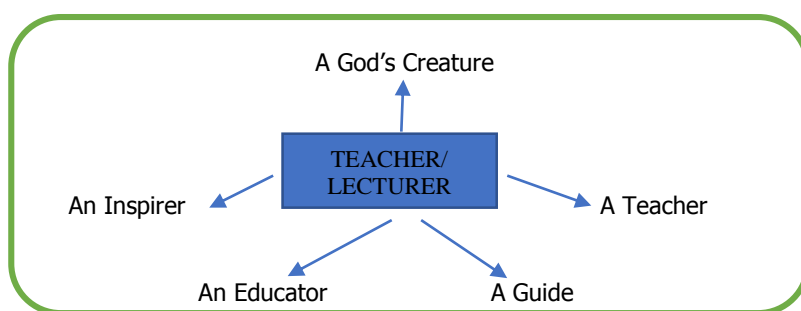 A God’s Creature
TEACHER/
LECTURER
An Inspirer
A Teacher
An Educator
A Guide